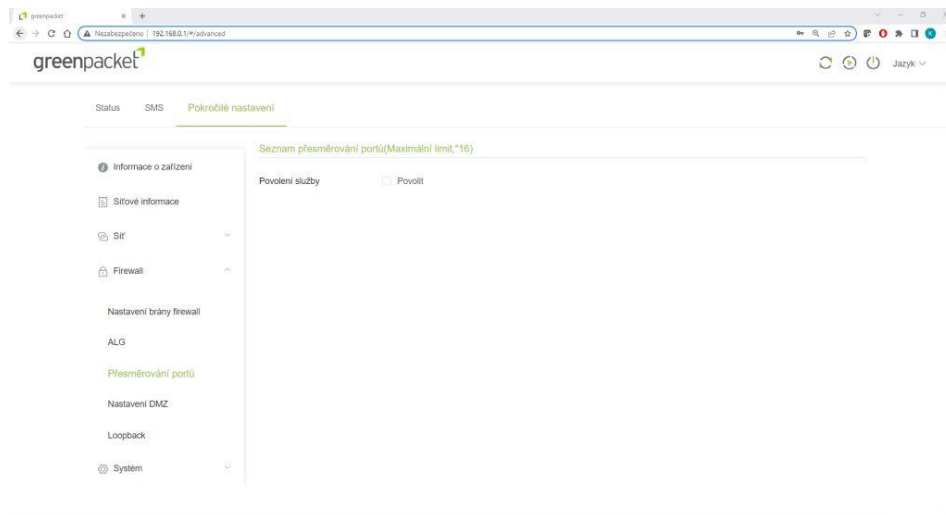 greenpacket
Nezabezpečeno | 192.168.0.1/#/advanced
greenpacket
Jazyk
Status SMS Pokročilé nastavení
Seznam přesměrování portů(Maximální limit,"16)
Informace o zařízení
Povolení služby Povolit
Síťové informace
Síť
Firewall
Nastavení brány firewall
ALG
Přesměrování portů
Nastavení DMZ
Loopback
Systém